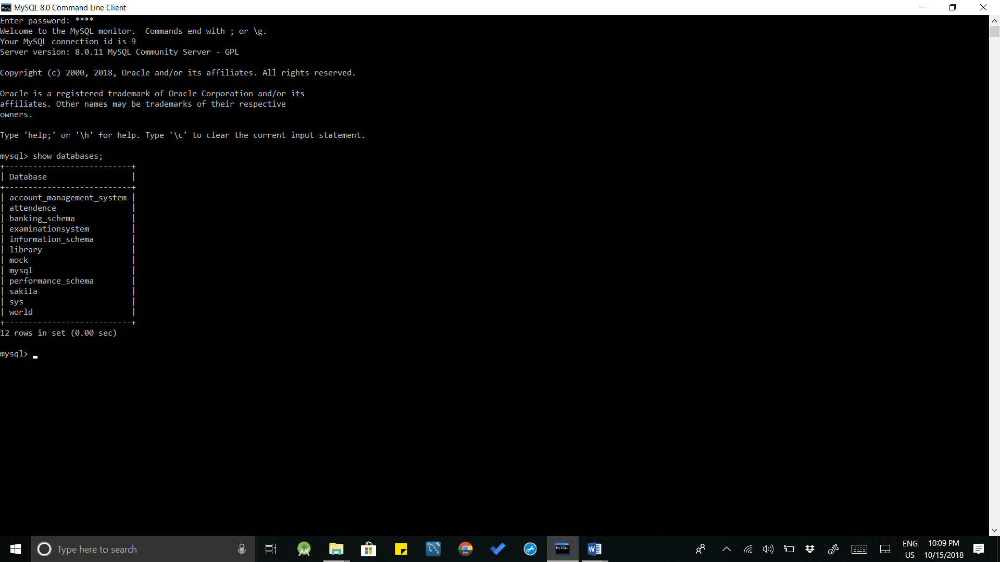 MySQL 8.0 Command Line Client
Enter password: ****
Welcome to the MySQL monitor.  Commands end with ; or \g.
Your MySQL connection id is 9
Server version: 8.0.11 MySQL Community Server - GPL
Copyright (c) 2000, 2018, Oracle and/or its affiliates. All rights reserved.
Oracle is a registered trademark of Oracle Corporation and/or its
affiliates. Other names may be trademarks of their respective
owners.
Type 'help;' or '\h' for help. Type '\c' to clear the current input statement.
mysql> show databases;
+---------------------------+
| Database                  |
+---------------------------+
| account_management_system |
| attendence                |
| banking_schema            |
| examinationsystem         |
| information_schema        |
| library                   |
| mock                      |
| mysql                     |
| performance_schema        |
| sakila                    |
| sys                       |
| world                     |
+---------------------------+
12 rows in set (0.00 sec)
mysql>
Type here to search
ENG
US
10:09 PM
10/15/2018